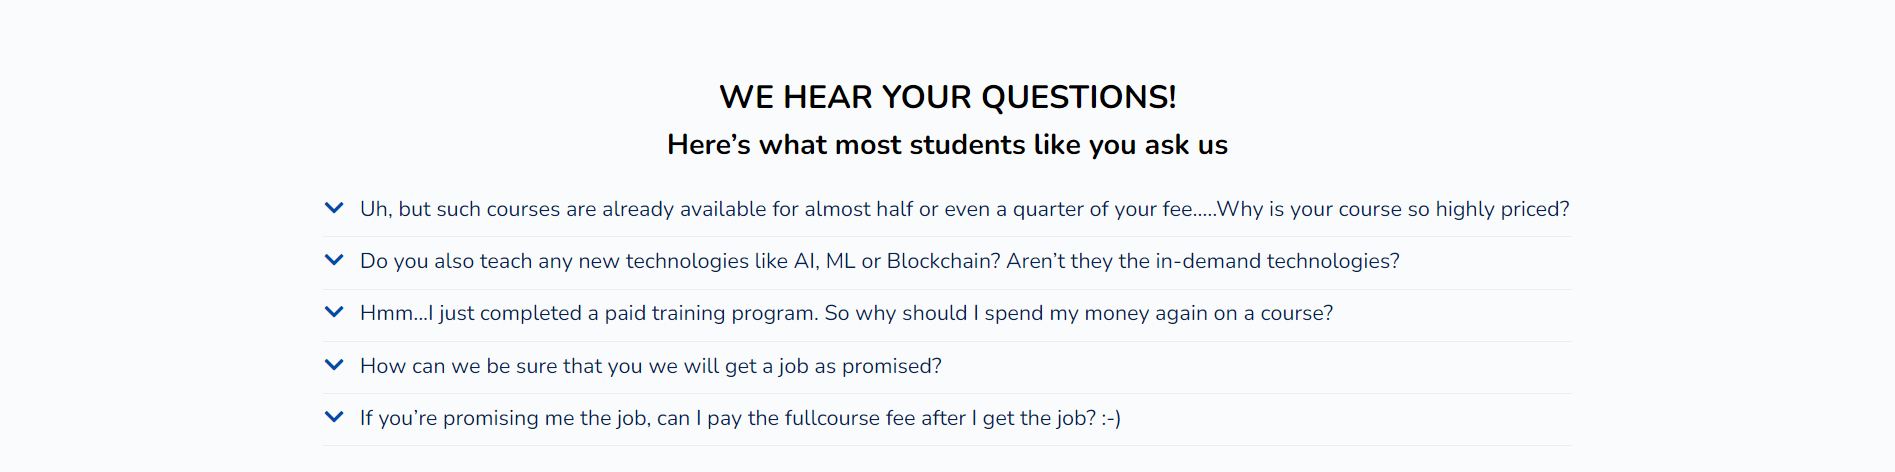 WE HEAR YOUR QUESTIONS!
Here’s what most students like you ask us
Uh, but such courses are already available for almost half or even a quarter of your fee.....Why is your course so highly priced?
Do you also teach any new technologies like AI, ML or Blockchain? Aren’t they the in-demand technologies?
Hmm...I just completed a paid training program. So why should I spend my money again on a course?
How can we be sure that you we will get a job as promised?
If you’re promising me the job, can I pay the fullcourse fee after I get the job? :-)